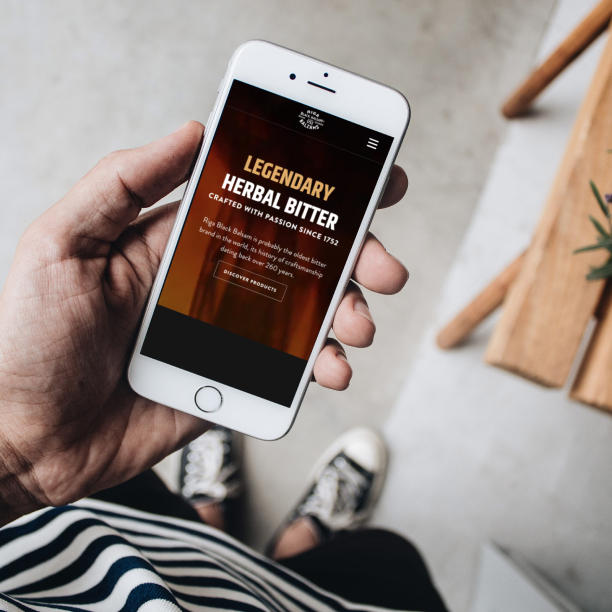 RIGA
BLACK BALSAM
BALZAMS
LEGENDARY
HERBAL BITTER
CRAFTED WITH PASSION SINCE 1752
Riga Black Balsam is probably the oldest bitter
brand in the world, its history of craftsmanship
dating back over 260 years.
DISCOVER PRODUCTS